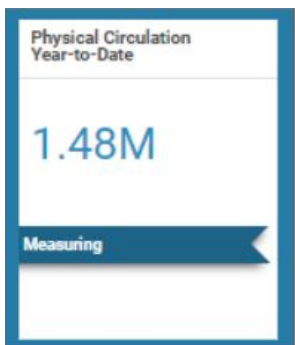 Physical Circulation
Year-to-Date
1.48M
Measuring